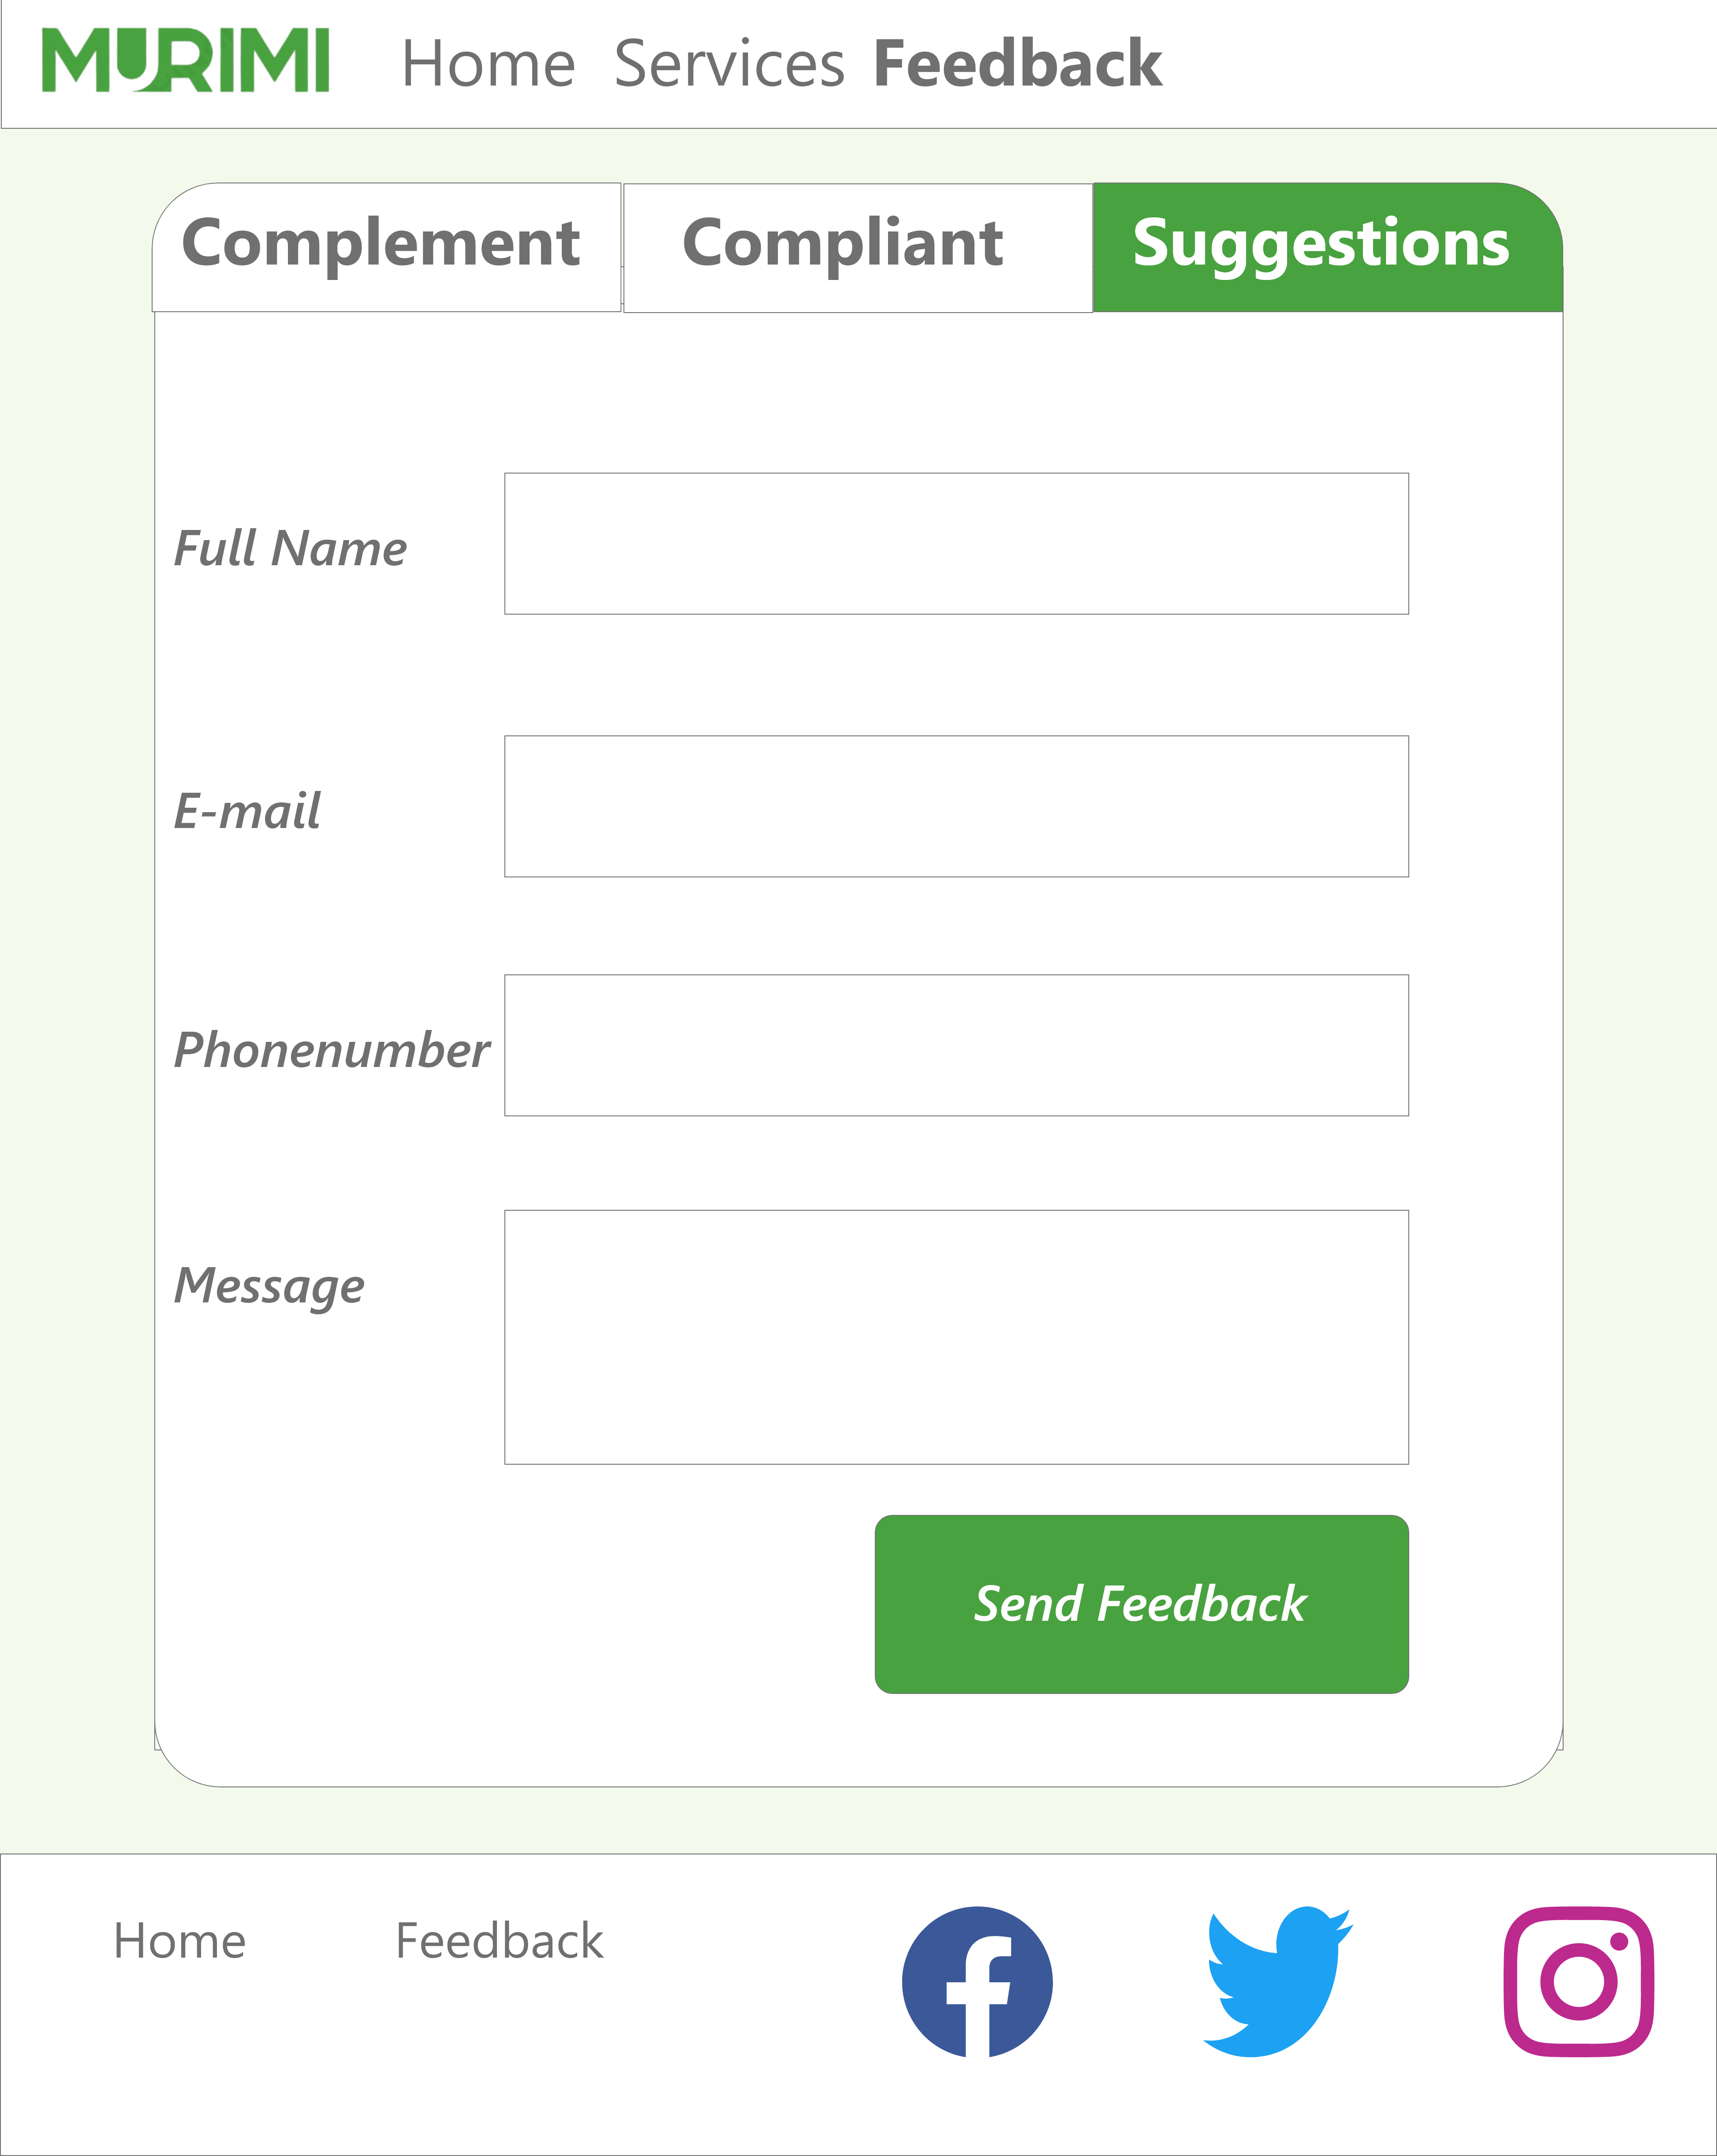 MURIMI Home Services Feedback
Complement Compliant Suggestions
Full Name
E-mail
Phonenumber
Message
Send Feedback
Home Feedback